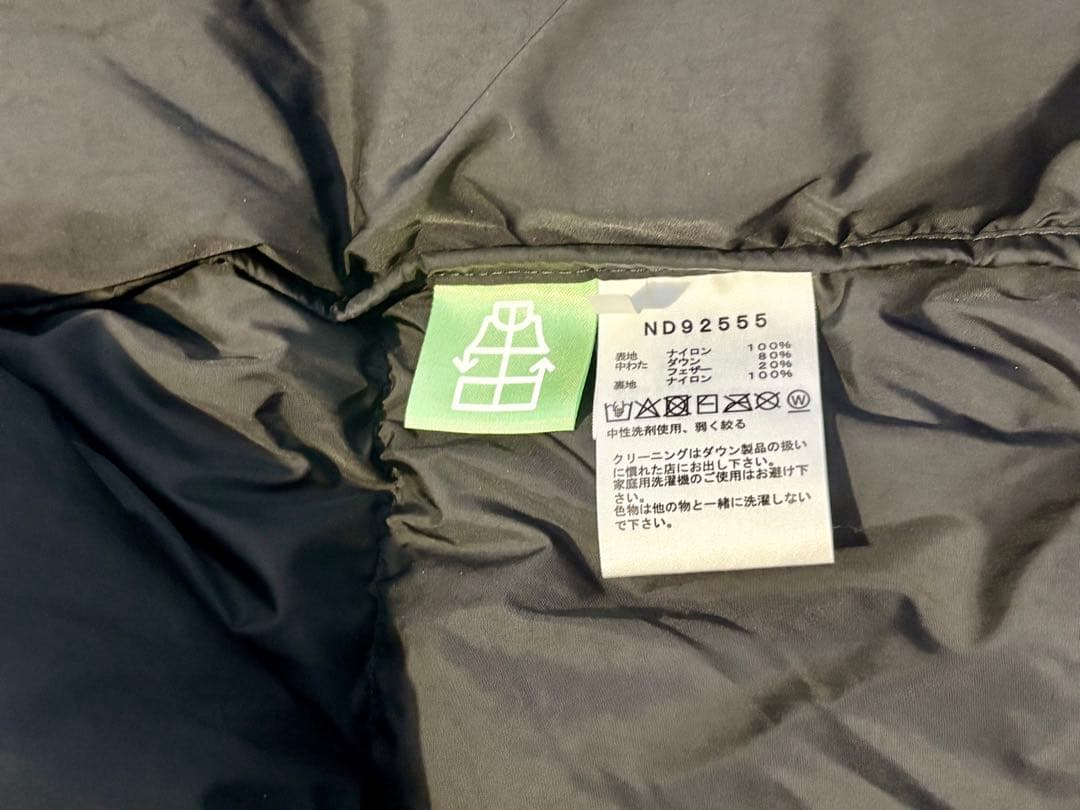 ND92555
表地 ナイロン 100%
中わた ダウン 80%
フェザー 20%
裏地 ナイロン 100%
W
中性洗剤使用、弱く絞る
クリーニングはダウン製品の扱い
に慣れた店にお出し下さい。
家庭用洗濯機のご使用はお避け下
さい。
色物は他の物と一緒に洗濯しない
で下さい。